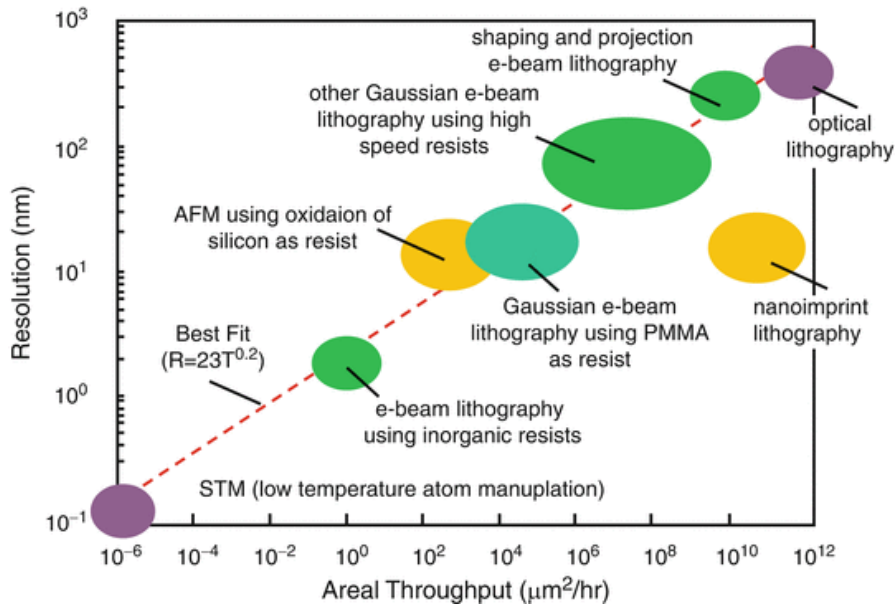 10³
10²
10¹
10⁰
10⁻¹
Resolution (nm)
shaping and projection
e-beam lithography
other Gaussian e-beam
lithography using high
speed resists
optical
lithography
AFM using oxidaion of
silicon as resist
Gaussian e-beam
lithography using PMMA
as resist
nanoimprint
lithography
Best Fit
(R=23T⁰·²)
e-beam lithography
using inorganic resists
STM (low temperature atom manuplation)
10⁻⁶ 10⁻⁴ 10⁻² 10⁰ 10² 10⁴ 10⁶ 10⁸ 10¹⁰ 10¹²
Areal Throughput (μm²/hr)